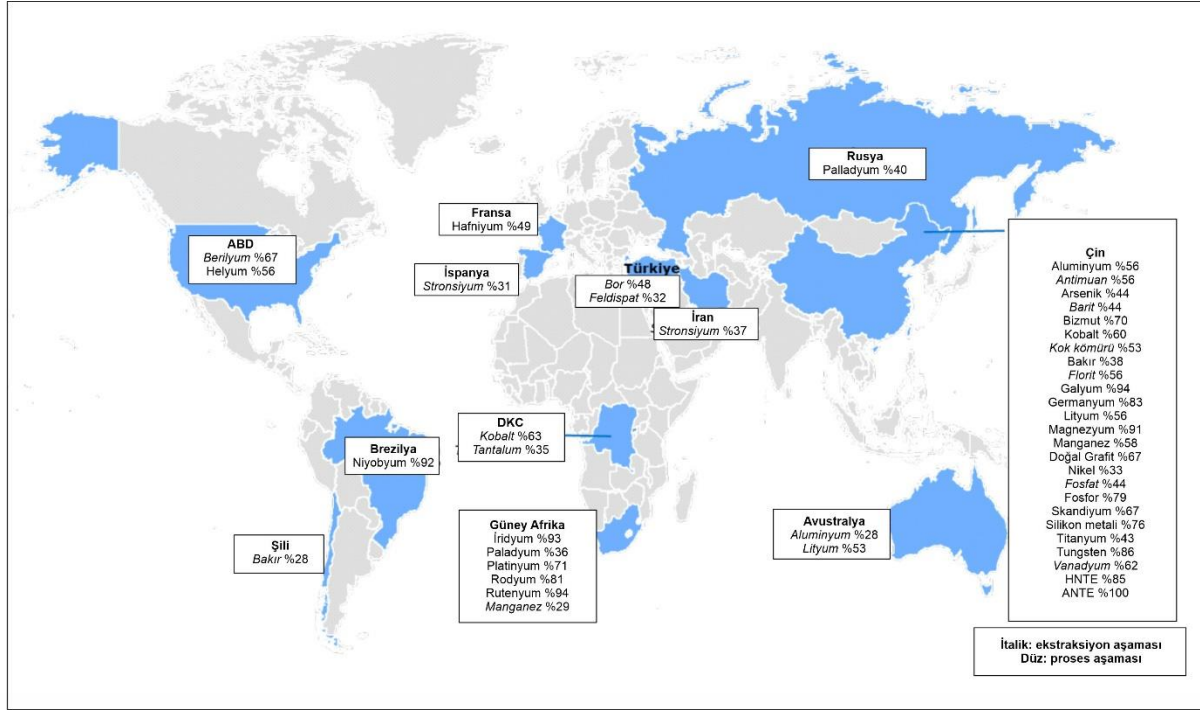 Rusya
Palladyum %40
Fransa
Hafniyum %49
ABD
Berilyum %67
Helyum %56
İspanya
Stronsiyum %31
Türkiye
Bor %48
Feldispat %32
İran
Stronsiyum %37
Çin
Aluminyum %56
Antimuan %56
Arsenik %44
Barit %44
Bizmut %70
Kobalt %60
Kok kömürü %53
Bakır %38
Florit %56
Galyum %94
Germanyum %83
Lityum %56
Magnezyum %91
Manganez %58
Doğal Grafit %67
Nikel %33
Fosfat %44
Fosfor %79
Skandiyum %67
Silikon metali %76
Titanyum %43
Tungsten %86
Vanadyum %62
HNTE %85
ANTE %100
DKC
Kobalt %63
Tantalum %35
Brezilya
Niyobyum %92
Şili
Bakır %28
Güney Afrika
İridyum %93
Paladyum %36
Platinyum %71
Rodyum %81
Rutenyum %94
Manganez %29
Avustralya
Aluminyum %28
Lityum %53
İtalik: ekstraksiyon aşaması
Düz: proses aşaması